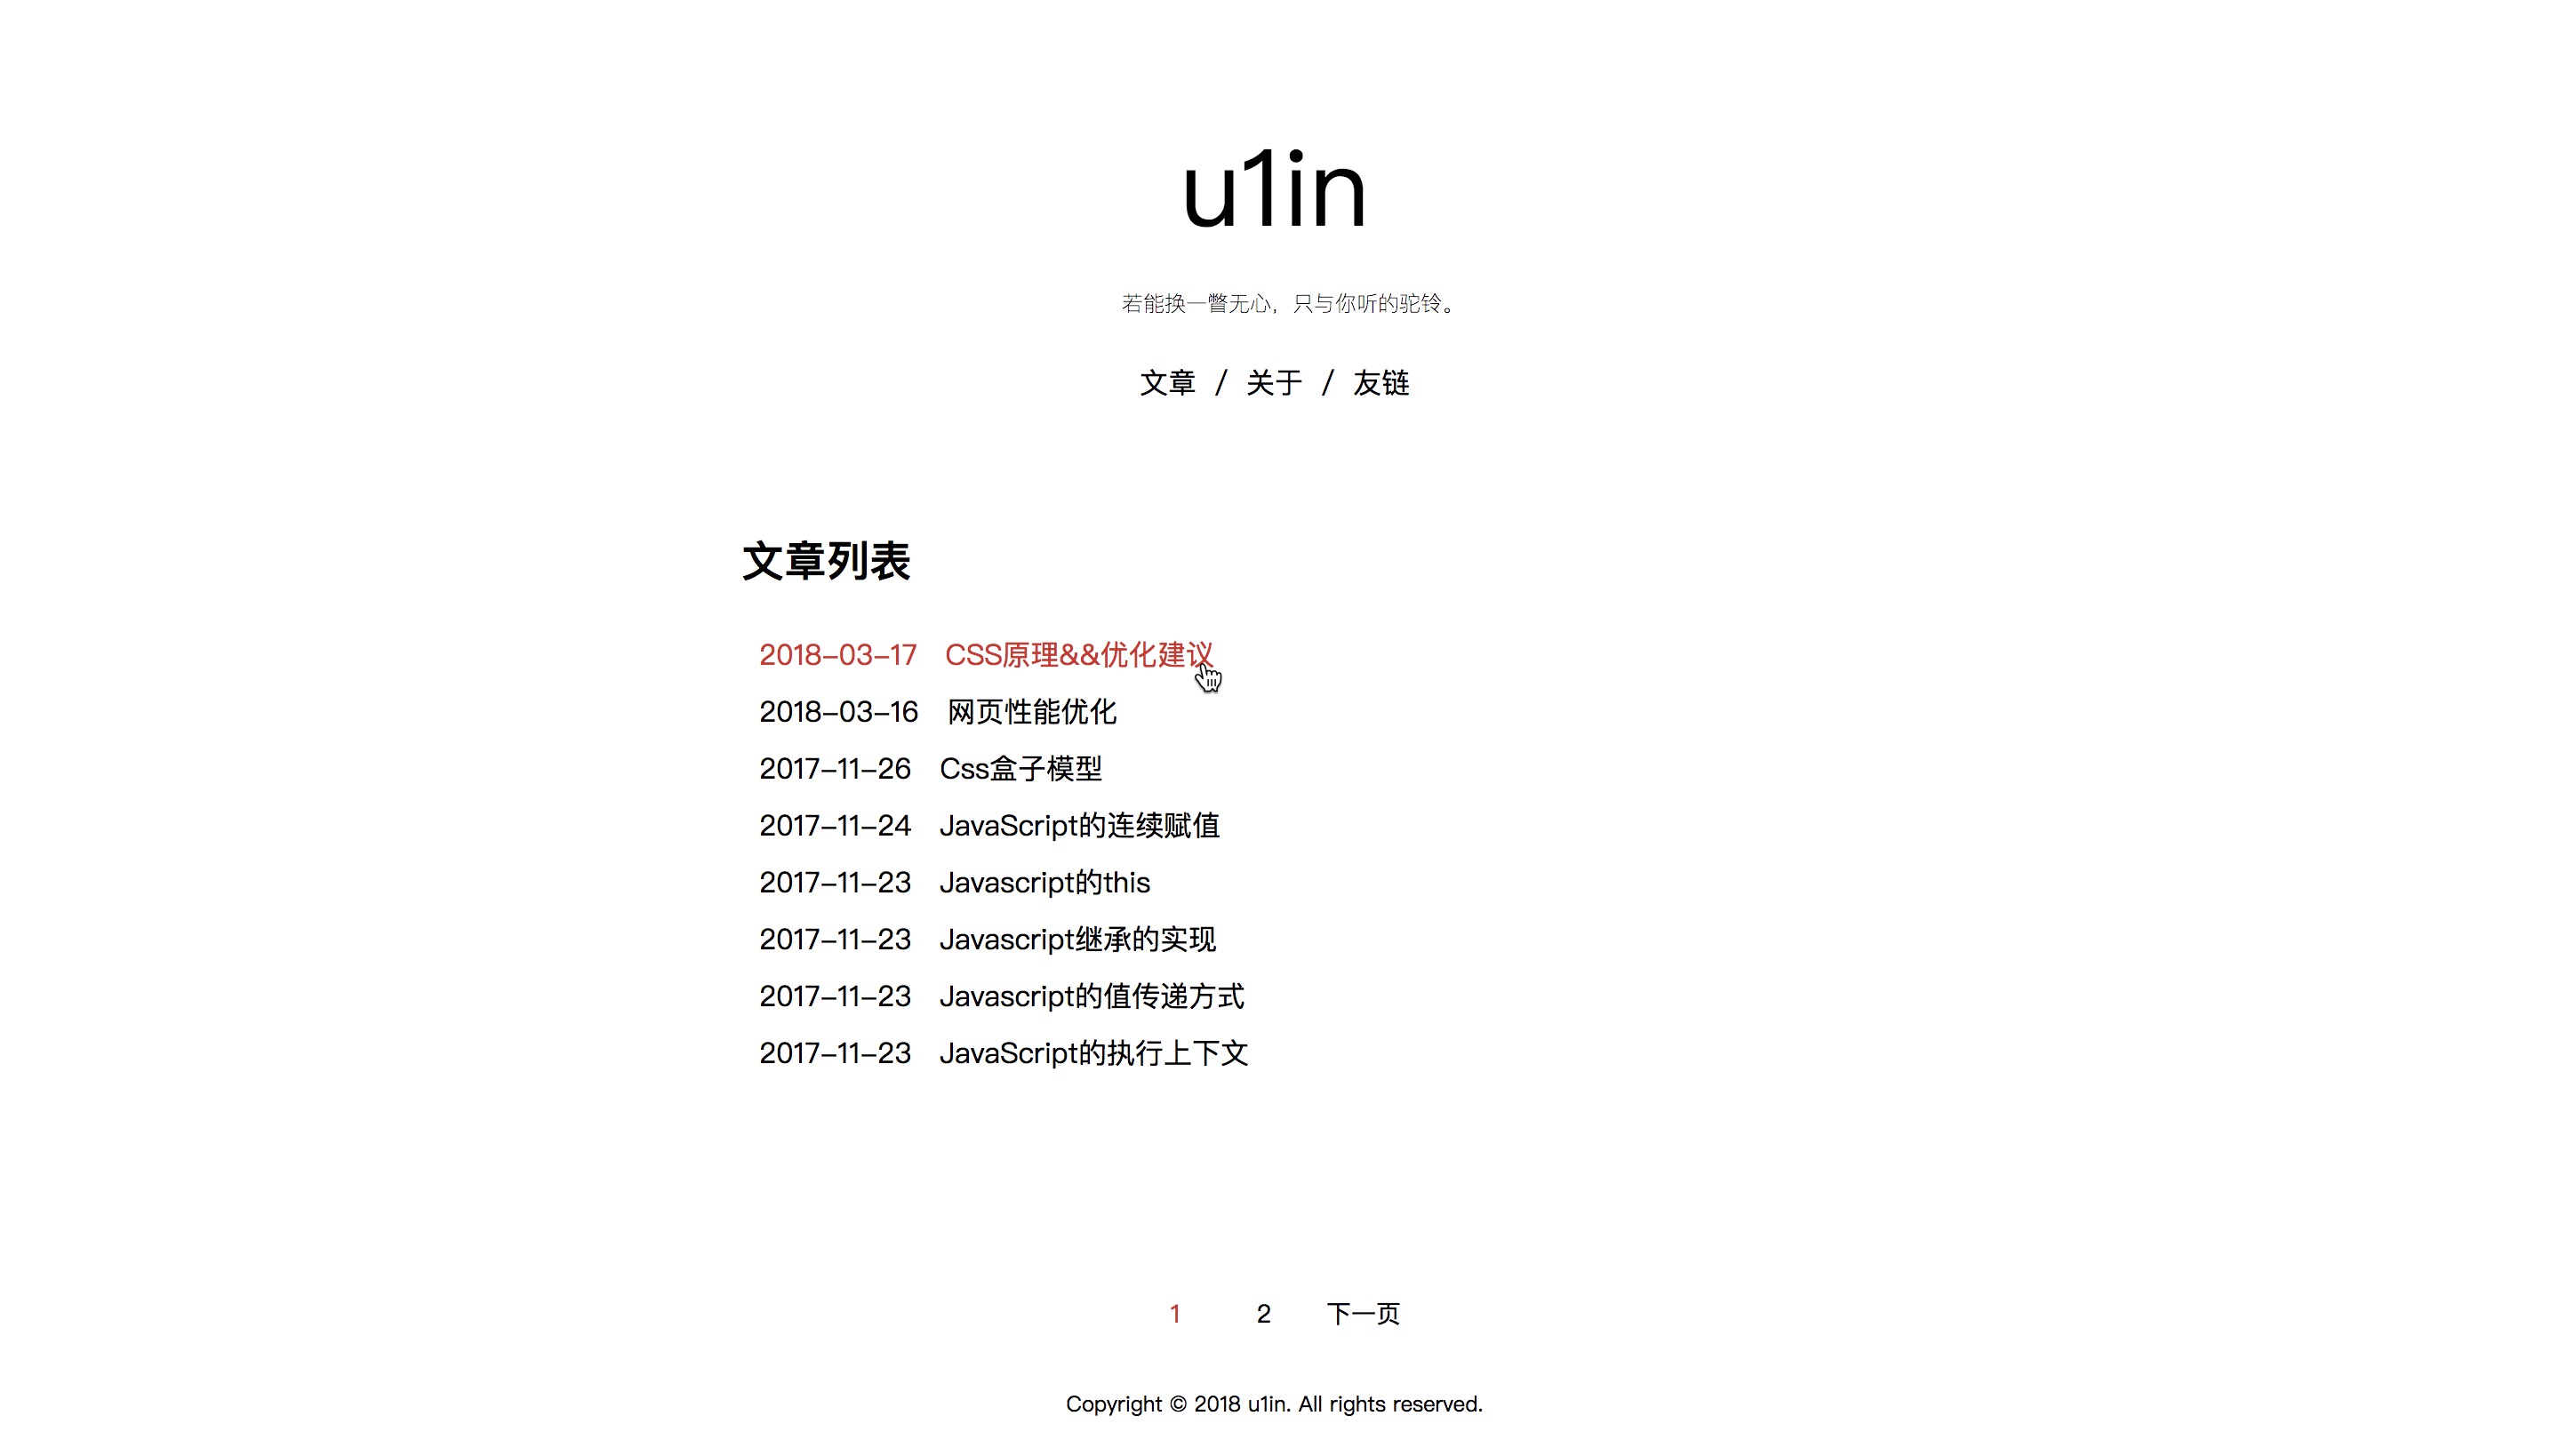 u1in
若能换一瞥无心，只与你听的驼铃。
文章 / 关于 / 友链
文章列表
2018-03-17 CSS原理&&优化建议
2018-03-16 网页性能优化
2017-11-26 Css盒子模型
2017-11-24 JavaScript的连续赋值
2017-11-23 Javascript的this
2017-11-23 Javascript继承的实现
2017-11-23 Javascript的值传递方式
2017-11-23 JavaScript的执行上下文
1 2 下一页
Copyright © 2018 u1in. All rights reserved.